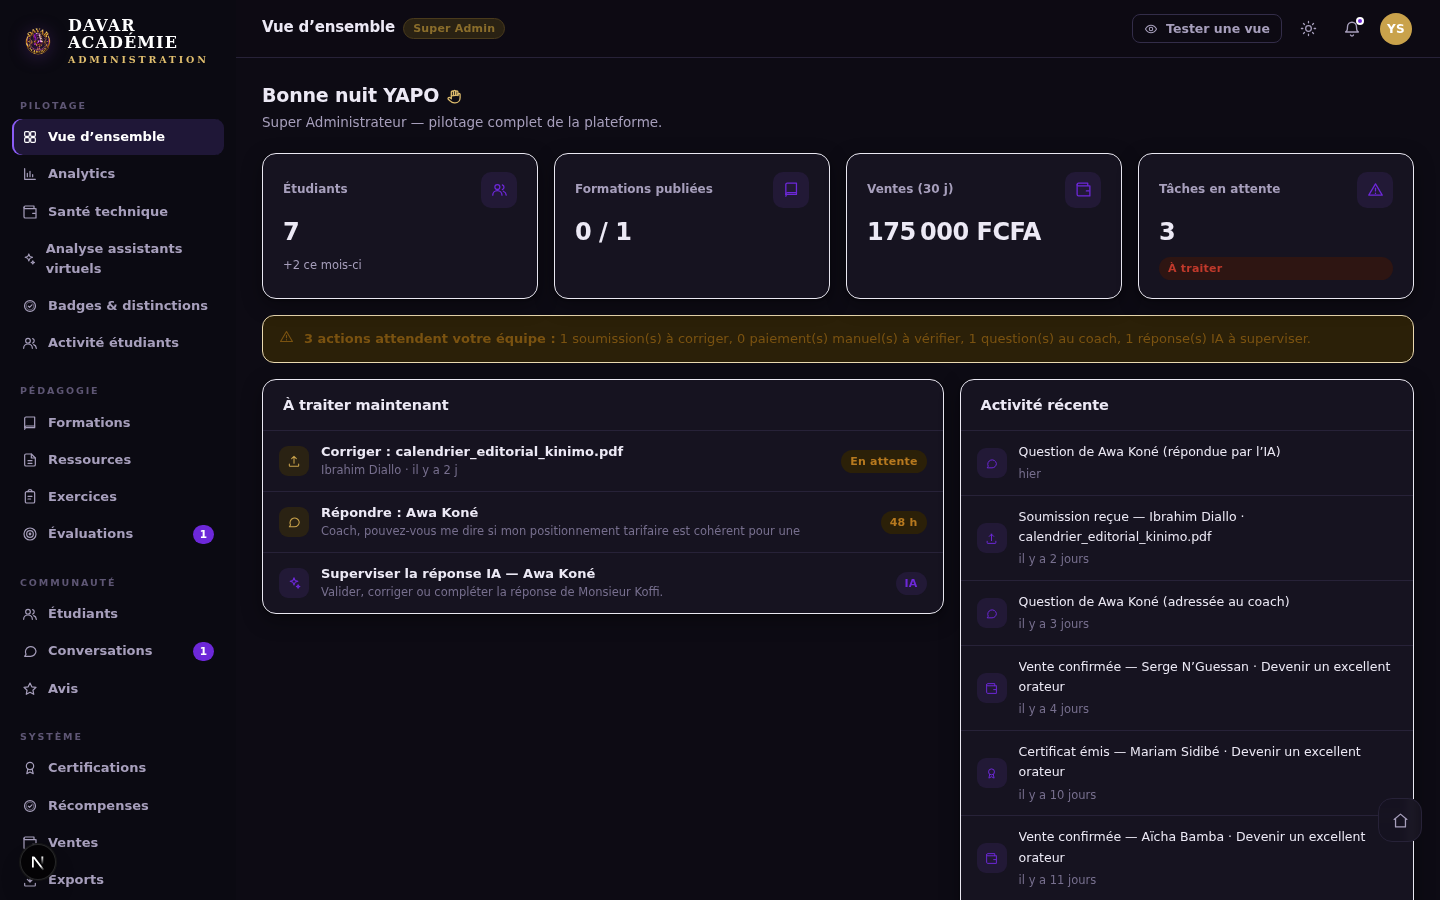 DAVAR
ACADÉMIE
ADMINISTRATION
PILOTAGE
Vue d’ensemble
Analytics
Santé technique
Analyse assistants
virtuels
Badges & distinctions
Activité étudiants
PÉDAGOGIE
Formations
Ressources
Exercices
Évaluations
1
COMMUNAUTÉ
Étudiants
Conversations
1
Avis
SYSTÈME
Certifications
Récompenses
Ventes
N
Exports
Vue d’ensemble
Super Admin
Tester une vue
YS
Bonne nuit YAPO
Super Administrateur — pilotage complet de la plateforme.
Étudiants
7
+2 ce mois-ci
Formations publiées
0 / 1
Ventes (30 j)
175 000 FCFA
Tâches en attente
3
À traiter
3 actions attendent votre équipe : 1 soumission(s) à corriger, 0 paiement(s) manuel(s) à vérifier, 1 question(s) au coach, 1 réponse(s) IA à superviser.
À traiter maintenant
Corriger : calendrier_editorial_kinimo.pdf
Ibrahim Diallo · il y a 2 j
En attente
Répondre : Awa Koné
Coach, pouvez-vous me dire si mon positionnement tarifaire est cohérent pour une
48 h
Superviser la réponse IA — Awa Koné
Valider, corriger ou compléter la réponse de Monsieur Koffi.
IA
Activité récente
Question de Awa Koné (répondue par l’IA)
hier
Soumission reçue — Ibrahim Diallo ·
calendrier_editorial_kinimo.pdf
il y a 2 jours
Question de Awa Koné (adressée au coach)
il y a 3 jours
Vente confirmée — Serge N’Guessan · Devenir un excellent
orateur
il y a 4 jours
Certificat émis — Mariam Sidibé · Devenir un excellent
orateur
il y a 10 jours
Vente confirmée — Aïcha Bamba · Devenir un excellent
orateur
il y a 11 jours